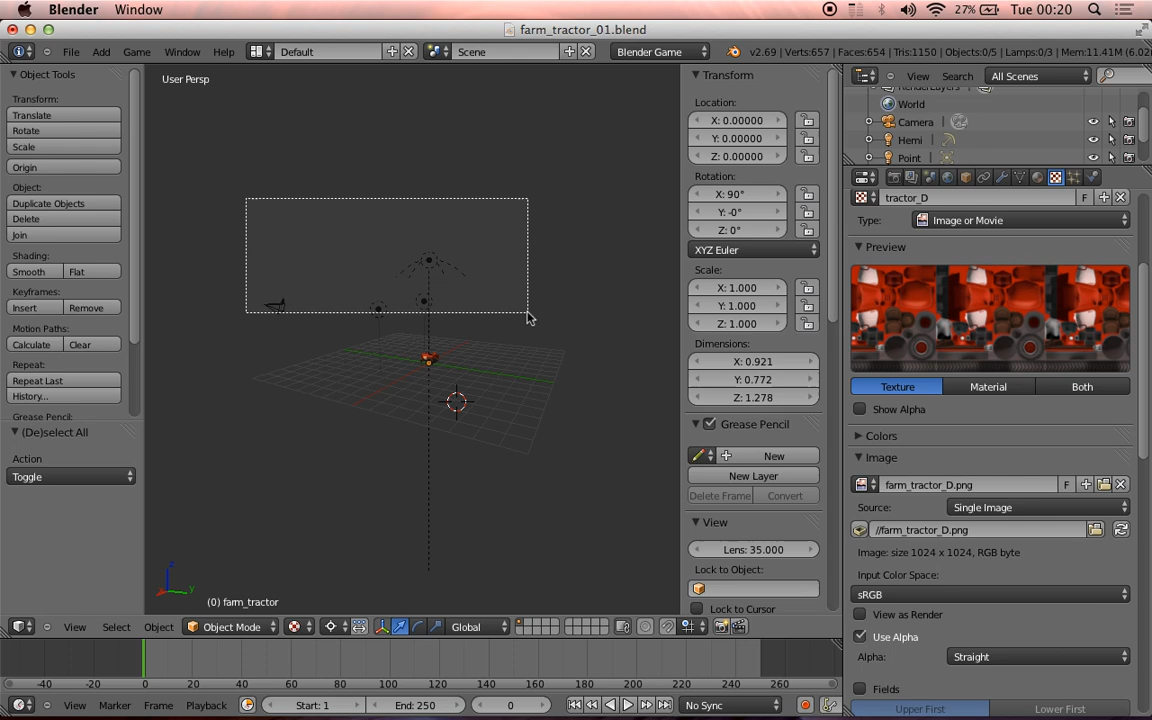 Blender Window 27% Tue 00:20
farm_tractor_01.blend
File Add Game Window Help Default Scene Blender Game v2.69 | Verts:657 | Faces:654 | Tris:1150 | Objects:0/5 | Lamps:0/3 | Mem:11.41M (6.02
Object Tools
Transform:
Translate
Rotate
Scale
Origin
Object:
Duplicate Objects
Delete
Join
Shading:
Smooth Flat
Keyframes:
Insert Remove
Motion Paths:
Calculate Clear
Repeat:
Repeat Last
History...
Grease Pencil:
(De)select All
Action
Toggle
User Persp
z
y
(0) farm_tractor
Transform
Location:
X: 0.00000
Y: 0.00000
Z: 0.00000
Rotation:
X: 90°
Y: -0°
Z: 0°
XYZ Euler
Scale:
X: 1.000
Y: 1.000
Z: 1.000
Dimensions:
X: 0.921
Y: 0.772
Z: 1.278
Grease Pencil
New
New Layer
Delete Frame Convert
View
Lens: 35.000
Lock to Object:
Lock to Cursor
View Search All Scenes
RenderLayers
World
Camera
Hemi
Point
tractor_D F
Type: Image or Movie
Preview
Texture Material Both
Show Alpha
Colors
Image
farm_tractor_D.png F
Source: Single Image
//farm_tractor_D.png
Image: size 1024 x 1024, RGB byte
Input Color Space:
sRGB
View as Render
Use Alpha
Alpha: Straight
Fields
Upper First Lower First
View Select Object Object Mode Global
-40 -20 0 20 40 60 80 100 120 140 160 180 200 220 240 260
View Marker Frame Playback Start: 1 End: 250 0 No Sync